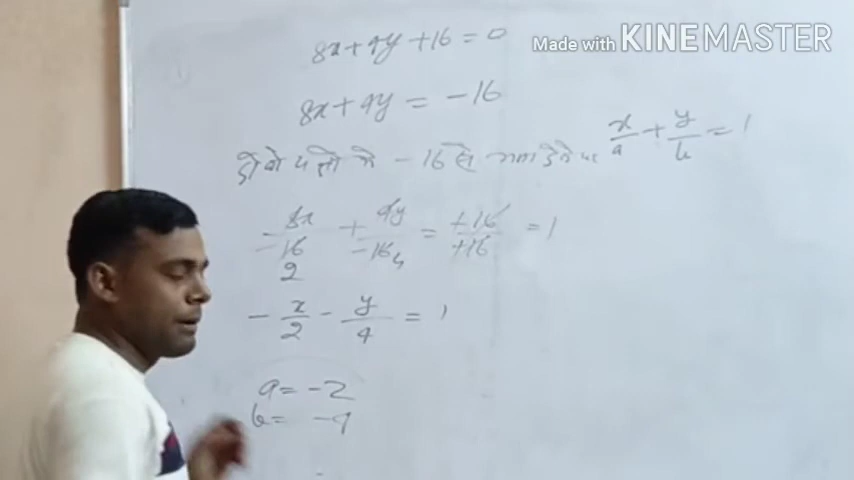 Made with KINEMASTER
8x + 4y + 16 = 0
8x + 4y = -16
दोनो पक्षो मे -16 से भाग देने पर x/a + y/b = 1
8x/-16 + 4y/-16 = +16/+16 = 1
2 4
-x/2 - y/4 = 1
a = -2
b = -4